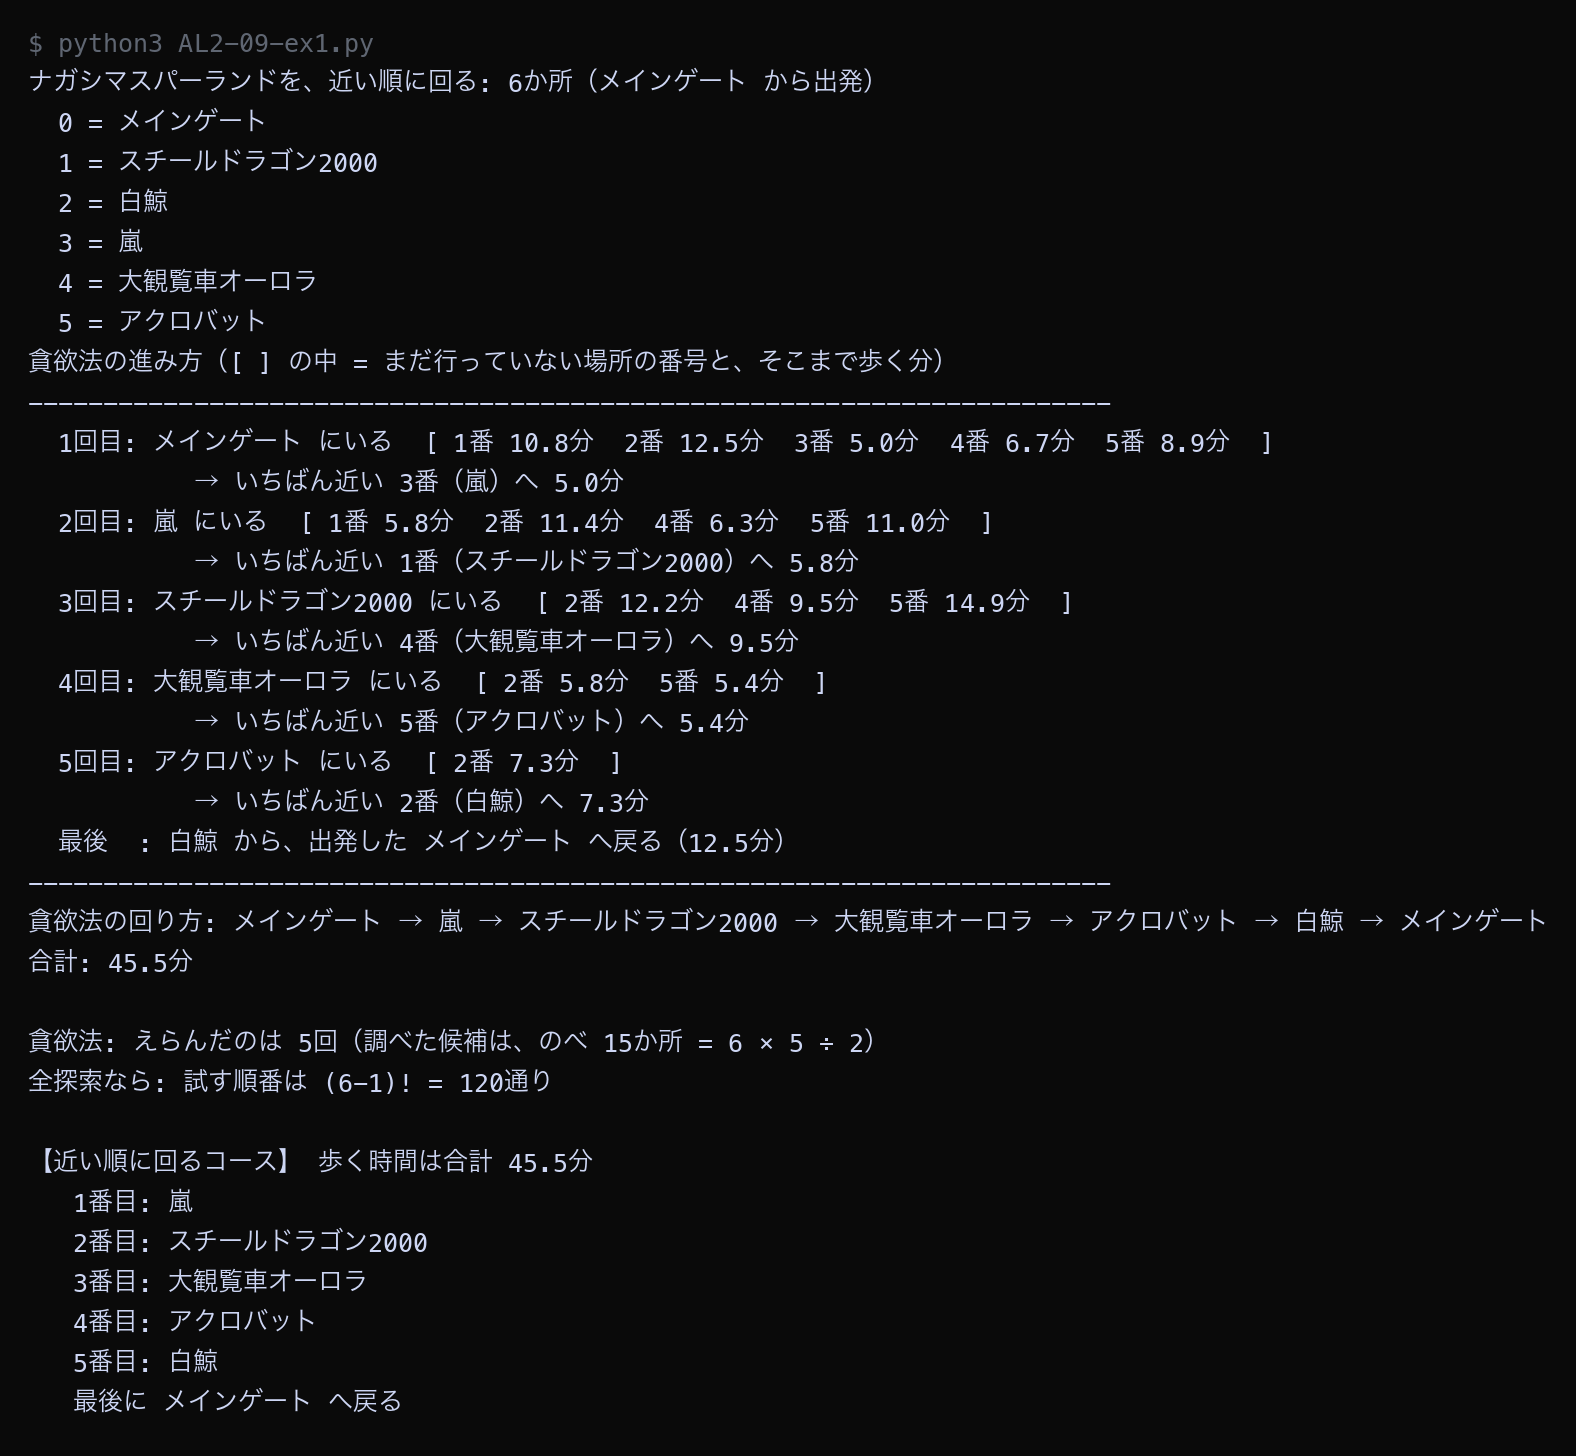 $ python3 AL2-09-ex1.py
ナガシマスパーランドを、近い順に回る: 6か所（メインゲート から出発）
0 = メインゲート
1 = スチールドラゴン2000
2 = 白鯨
3 = 嵐
4 = 大観覧車オーロラ
5 = アクロバット
貪欲法の進み方（[ ] の中 = まだ行っていない場所の番号と、そこまで歩く分）
------------------------------------------------------------------------
1回目: メインゲート にいる  [ 1番 10.8分  2番 12.5分  3番 5.0分  4番 6.7分  5番 8.9分  ]
→ いちばん近い 3番（嵐）へ 5.0分
2回目: 嵐 にいる  [ 1番 5.8分  2番 11.4分  4番 6.3分  5番 11.0分  ]
→ いちばん近い 1番（スチールドラゴン2000）へ 5.8分
3回目: スチールドラゴン2000 にいる  [ 2番 12.2分  4番 9.5分  5番 14.9分  ]
→ いちばん近い 4番（大観覧車オーロラ）へ 9.5分
4回目: 大観覧車オーロラ にいる  [ 2番 5.8分  5番 5.4分  ]
→ いちばん近い 5番（アクロバット）へ 5.4分
5回目: アクロバット にいる  [ 2番 7.3分  ]
→ いちばん近い 2番（白鯨）へ 7.3分
最後  : 白鯨 から、出発した メインゲート へ戻る（12.5分）
------------------------------------------------------------------------
貪欲法の回り方: メインゲート → 嵐 → スチールドラゴン2000 → 大観覧車オーロラ → アクロバット → 白鯨 → メインゲート
合計: 45.5分
貪欲法: えらんだのは 5回（調べた候補は、のべ 15か所 = 6 × 5 ÷ 2）
全探索なら: 試す順番は (6-1)! = 120通り
【近い順に回るコース】 歩く時間は合計 45.5分
1番目: 嵐
2番目: スチールドラゴン2000
3番目: 大観覧車オーロラ
4番目: アクロバット
5番目: 白鯨
最後に メインゲート へ戻る